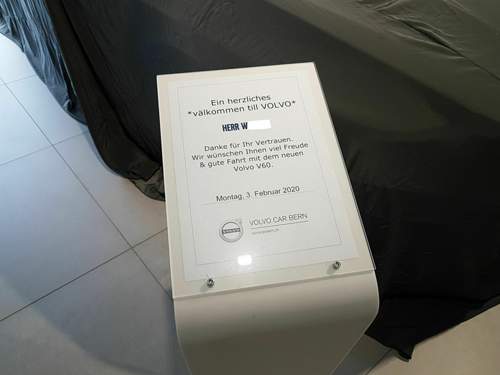 Ein herzliches
*välkommen till VOLVO*
HERR W
Danke für Ihr Vertrauen.
Wir wünschen Ihnen viel Freude
& gute Fahrt mit dem neuen
Volvo V60.
Montag, 3. Februar 2020
VOLVO CAR BERN